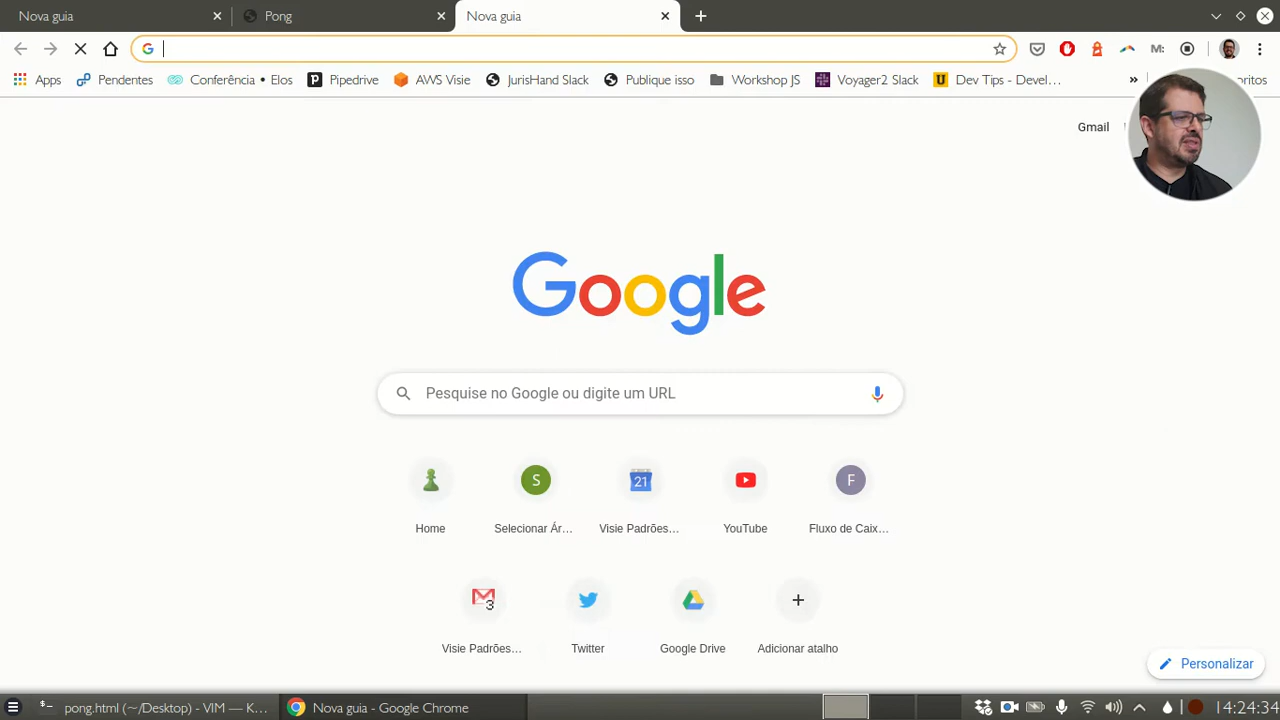 Nova guia
Pong
Nova guia
Apps
Pendentes
Conferência • Elos
Pipedrive
AWS Visie
JurisHand Slack
Publique isso
Workshop JS
Voyager2 Slack
Dev Tips - Devel…
»
oritos
M:
Gmail
Google
Pesquise no Google ou digite um URL
S
21
F
Home
Selecionar Ár…
Visie Padrões…
YouTube
Fluxo de Caix…
3
Visie Padrões…
Twitter
Google Drive
Adicionar atalho
Personalizar
pong.html (~/Desktop) - VIM — K...
Nova guia - Google Chrome
14:24:34